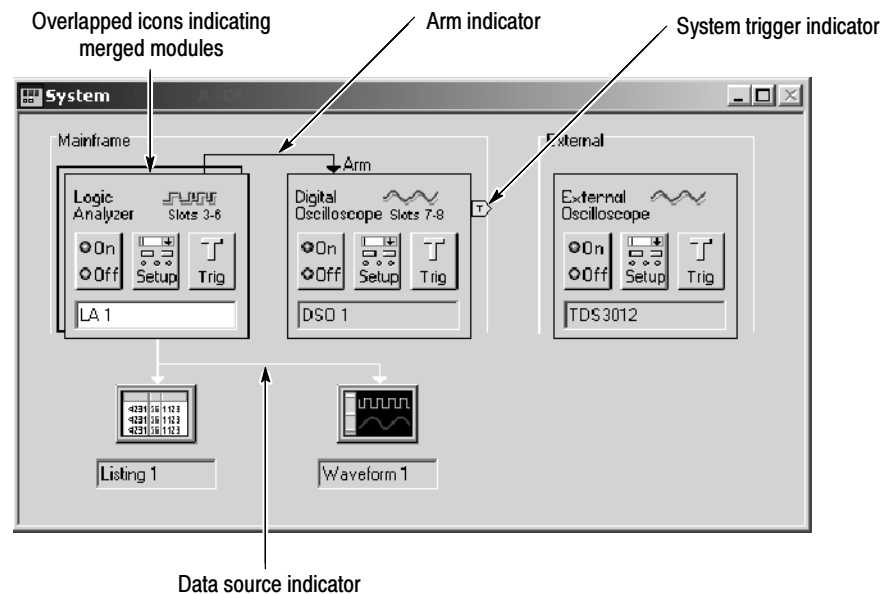 Overlapped icons indicating
merged modules
Arm indicator
System trigger indicator
System
Mainframe
External
Arm
Logic
Analyzer
Slots 3-6
On
Off
Setup
Trig
LA 1
Digital
Oscilloscope Slots 7-8
T
On
Off
Setup
Trig
DSO 1
External
Oscilloscope
On
Off
Setup
Trig
TDS3012
Listing 1
Waveform 1
Data source indicator